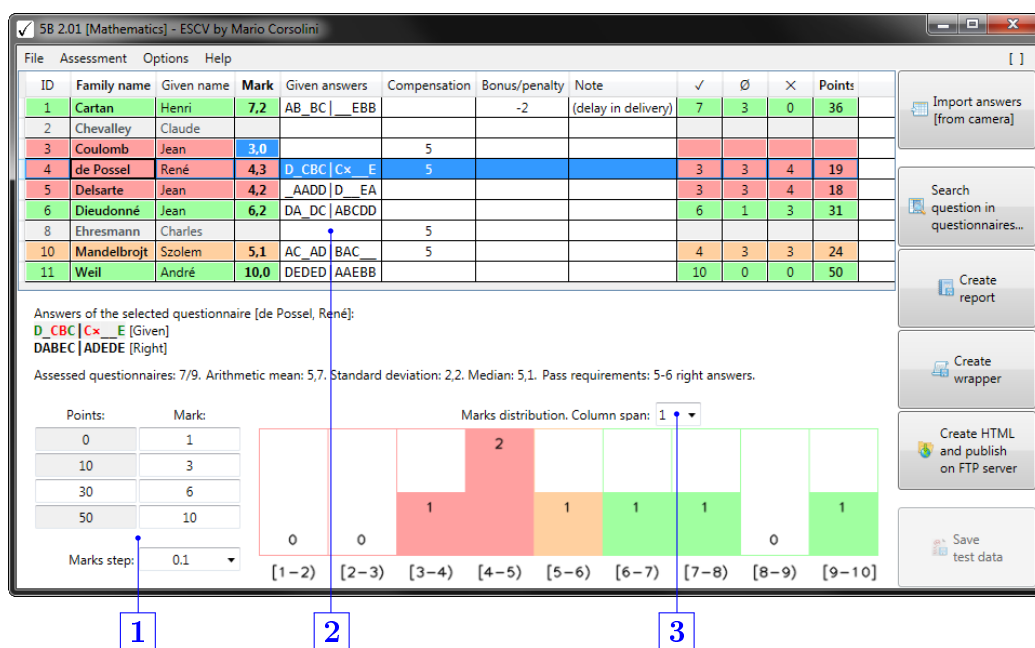 5B 2.01 [Mathematics] - ESCV by Mario Corsolini
File Assessment Options Help [ ]
ID Family name Given name Mark Given answers Compensation Bonus/penalty Note ✓ Ø × Points
1 Cartan Henri 7,2 AB_BC|__EBB -2 (delay in delivery) 7 3 0 36
2 Chevalley Claude
3 Coulomb Jean 3,0 5
4 de Possel René 4,3 D_CBC|C×__E 5 3 3 4 19
5 Delsarte Jean 4,2 _AADD|D__EA 3 3 4 18
6 Dieudonné Jean 6,2 DA_DC|ABCDD 6 1 3 31
8 Ehresmann Charles 5
10 Mandelbrojt Szolem 5,1 AC_AD|BAC__ 5 4 3 3 24
11 Weil André 10,0 DEDED|AAEBB 10 0 0 50
Import answers
[from camera]
Search
question in
questionnaires...
Create
report
Create
wrapper
Create HTML
and publish
on FTP server
Save
test data
Answers of the selected questionnaire [de Possel, René]:
D_CBC|C×__E [Given]
DABEC|ADEDE [Right]
Assessed questionnaires: 7/9. Arithmetic mean: 5,7. Standard deviation: 2,2. Median: 5,1. Pass requirements: 5-6 right answers.
Points: Mark:
0 1
10 3
30 6
50 10
Marks step: 0.1
Marks distribution. Column span: 1
0 0 1 2 1 1 1 0 1
[1-2) [2-3) [3-4) [4-5) [5-6) [6-7) [7-8) [8-9) [9-10]
1 2 3